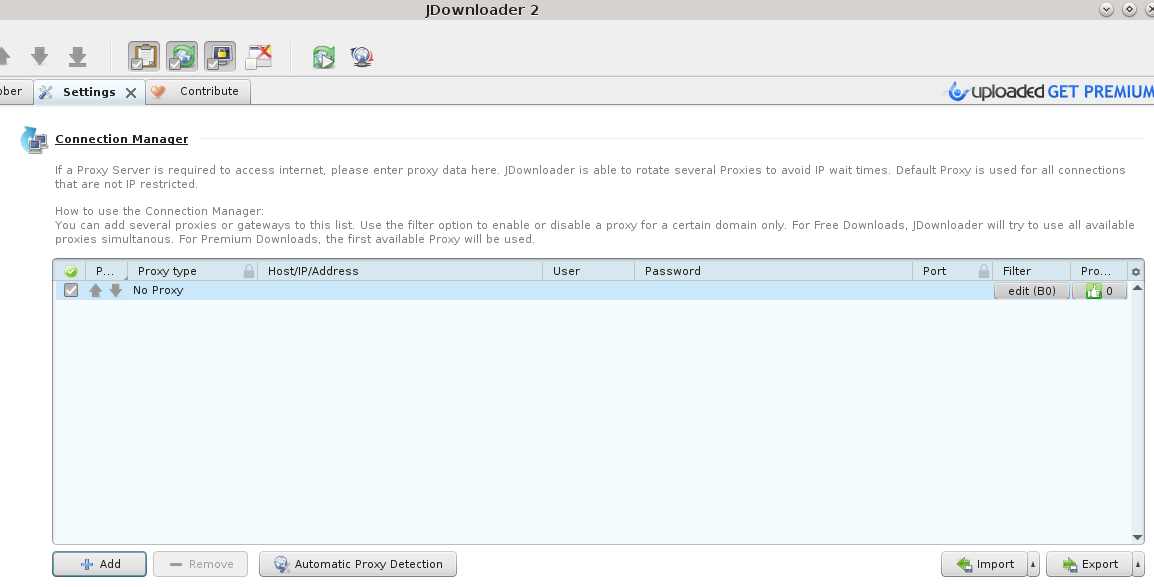 JDownloader 2
ber Settings Contribute
uploaded GET PREMIUM
Connection Manager
If a Proxy Server is required to access internet, please enter proxy data here. JDownloader is able to rotate several Proxies to avoid IP wait times. Default Proxy is used for all connections
that are not IP restricted.
How to use the Connection Manager:
You can add several proxies or gateways to this list. Use the filter option to enable or disable a proxy for a certain domain only. For Free Downloads, JDownloader will try to use all available
proxies simultanous. For Premium Downloads, the first available Proxy will be used.
P... Proxy type Host/IP/Address User Password Port Filter Pro...
No Proxy edit (B0) 0
Add Remove Automatic Proxy Detection Import Export